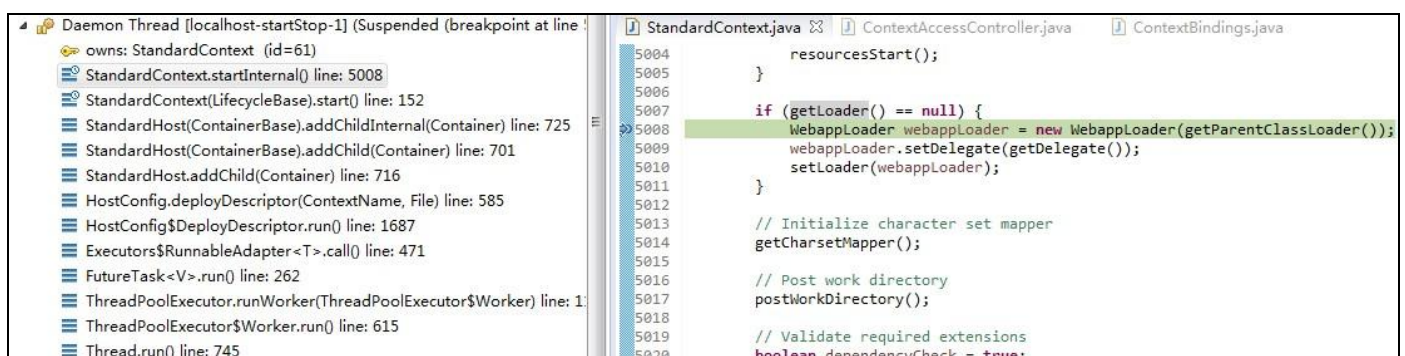 Daemon Thread [localhost-startStop-1] (Suspended (breakpoint at line
owns: StandardContext (id=61)
StandardContext.startInternal() line: 5008
StandardContext(LifecycleBase).start() line: 152
StandardHost(ContainerBase).addChildInternal(Container) line: 725
StandardHost(ContainerBase).addChild(Container) line: 701
StandardHost.addChild(Container) line: 716
HostConfig.deployDescriptor(ContextName, File) line: 585
HostConfig$DeployDescriptor.run() line: 1687
Executors$RunnableAdapter<T>.call() line: 471
FutureTask<V>.run() line: 262
ThreadPoolExecutor.runWorker(ThreadPoolExecutor$Worker) line: 1
ThreadPoolExecutor$Worker.run() line: 615
Thread.run() line: 745
StandardContext.java ContextAccessController.java ContextBindings.java
5004 resourcesStart();
5005 }
5006
5007 if (getLoader() == null) {
5008 WebappLoader webappLoader = new WebappLoader(getParentClassLoader());
5009 webappLoader.setDelegate(getDelegate());
5010 setLoader(webappLoader);
5011 }
5012
5013 // Initialize character set mapper
5014 getCharsetMapper();
5015
5016 // Post work directory
5017 postWorkDirectory();
5018
5019 // Validate required extensions
5020 boolean dependencyCheck = true;